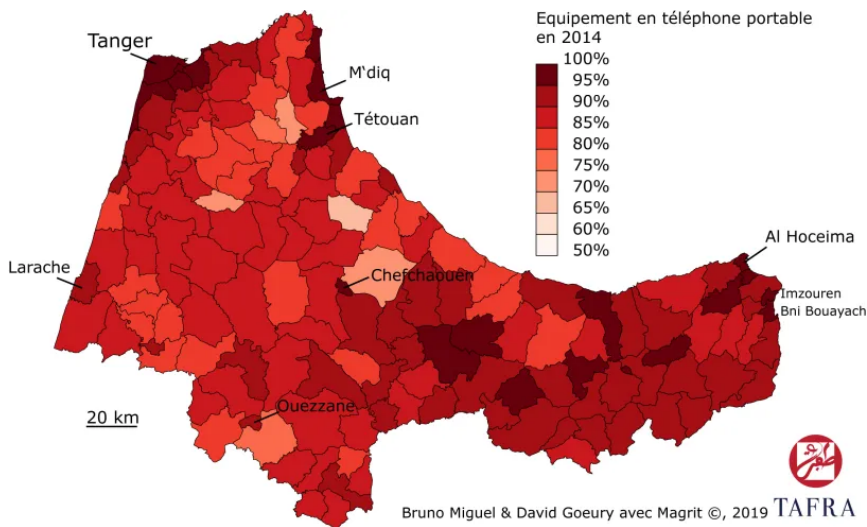 Equipement en téléphone portable
en 2014
100%
95%
90%
85%
80%
75%
70%
65%
60%
50%
Tanger
M'diq
Tétouan
Larache
Chefchaouen
Al Hoceima
Imzouren
Bni Bouayach
Ouezzane
20 km
Bruno Miguel & David Goeury avec Magrit ©, 2019
TAFRA